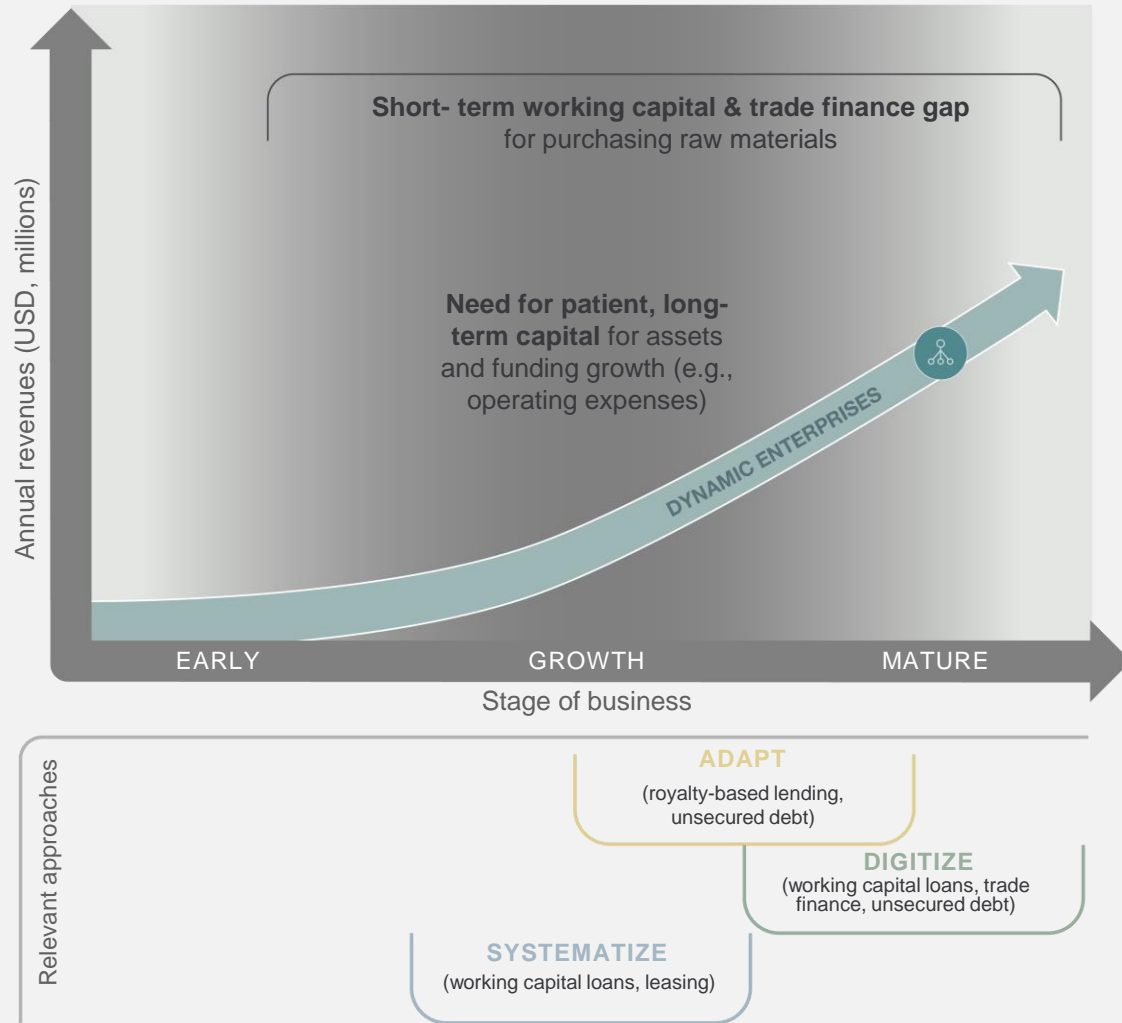 Annual revenues (USD, millions)
Short- term working capital & trade finance gap
for purchasing raw materials
Need for patient, long-
term capital for assets
and funding growth (e.g.,
operating expenses)
DYNAMIC ENTERPRISES
EARLY
GROWTH
MATURE
Stage of business
Relevant approaches
ADAPT
(royalty-based lending,
unsecured debt)
DIGITIZE
(working capital loans, trade
finance, unsecured debt)
SYSTEMATIZE
(working capital loans, leasing)